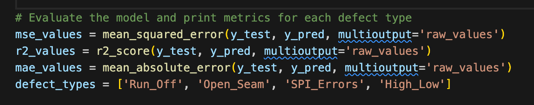 # Evaluate the model and print metrics for each defect type
mse_values = mean_squared_error(y_test, y_pred, multioutput='raw_values')
r2_values = r2_score(y_test, y_pred, multioutput='raw_values')
mae_values = mean_absolute_error(y_test, y_pred, multioutput='raw_values')
defect_types = ['Run_Off', 'Open_Seam', 'SPI_Errors', 'High_Low']